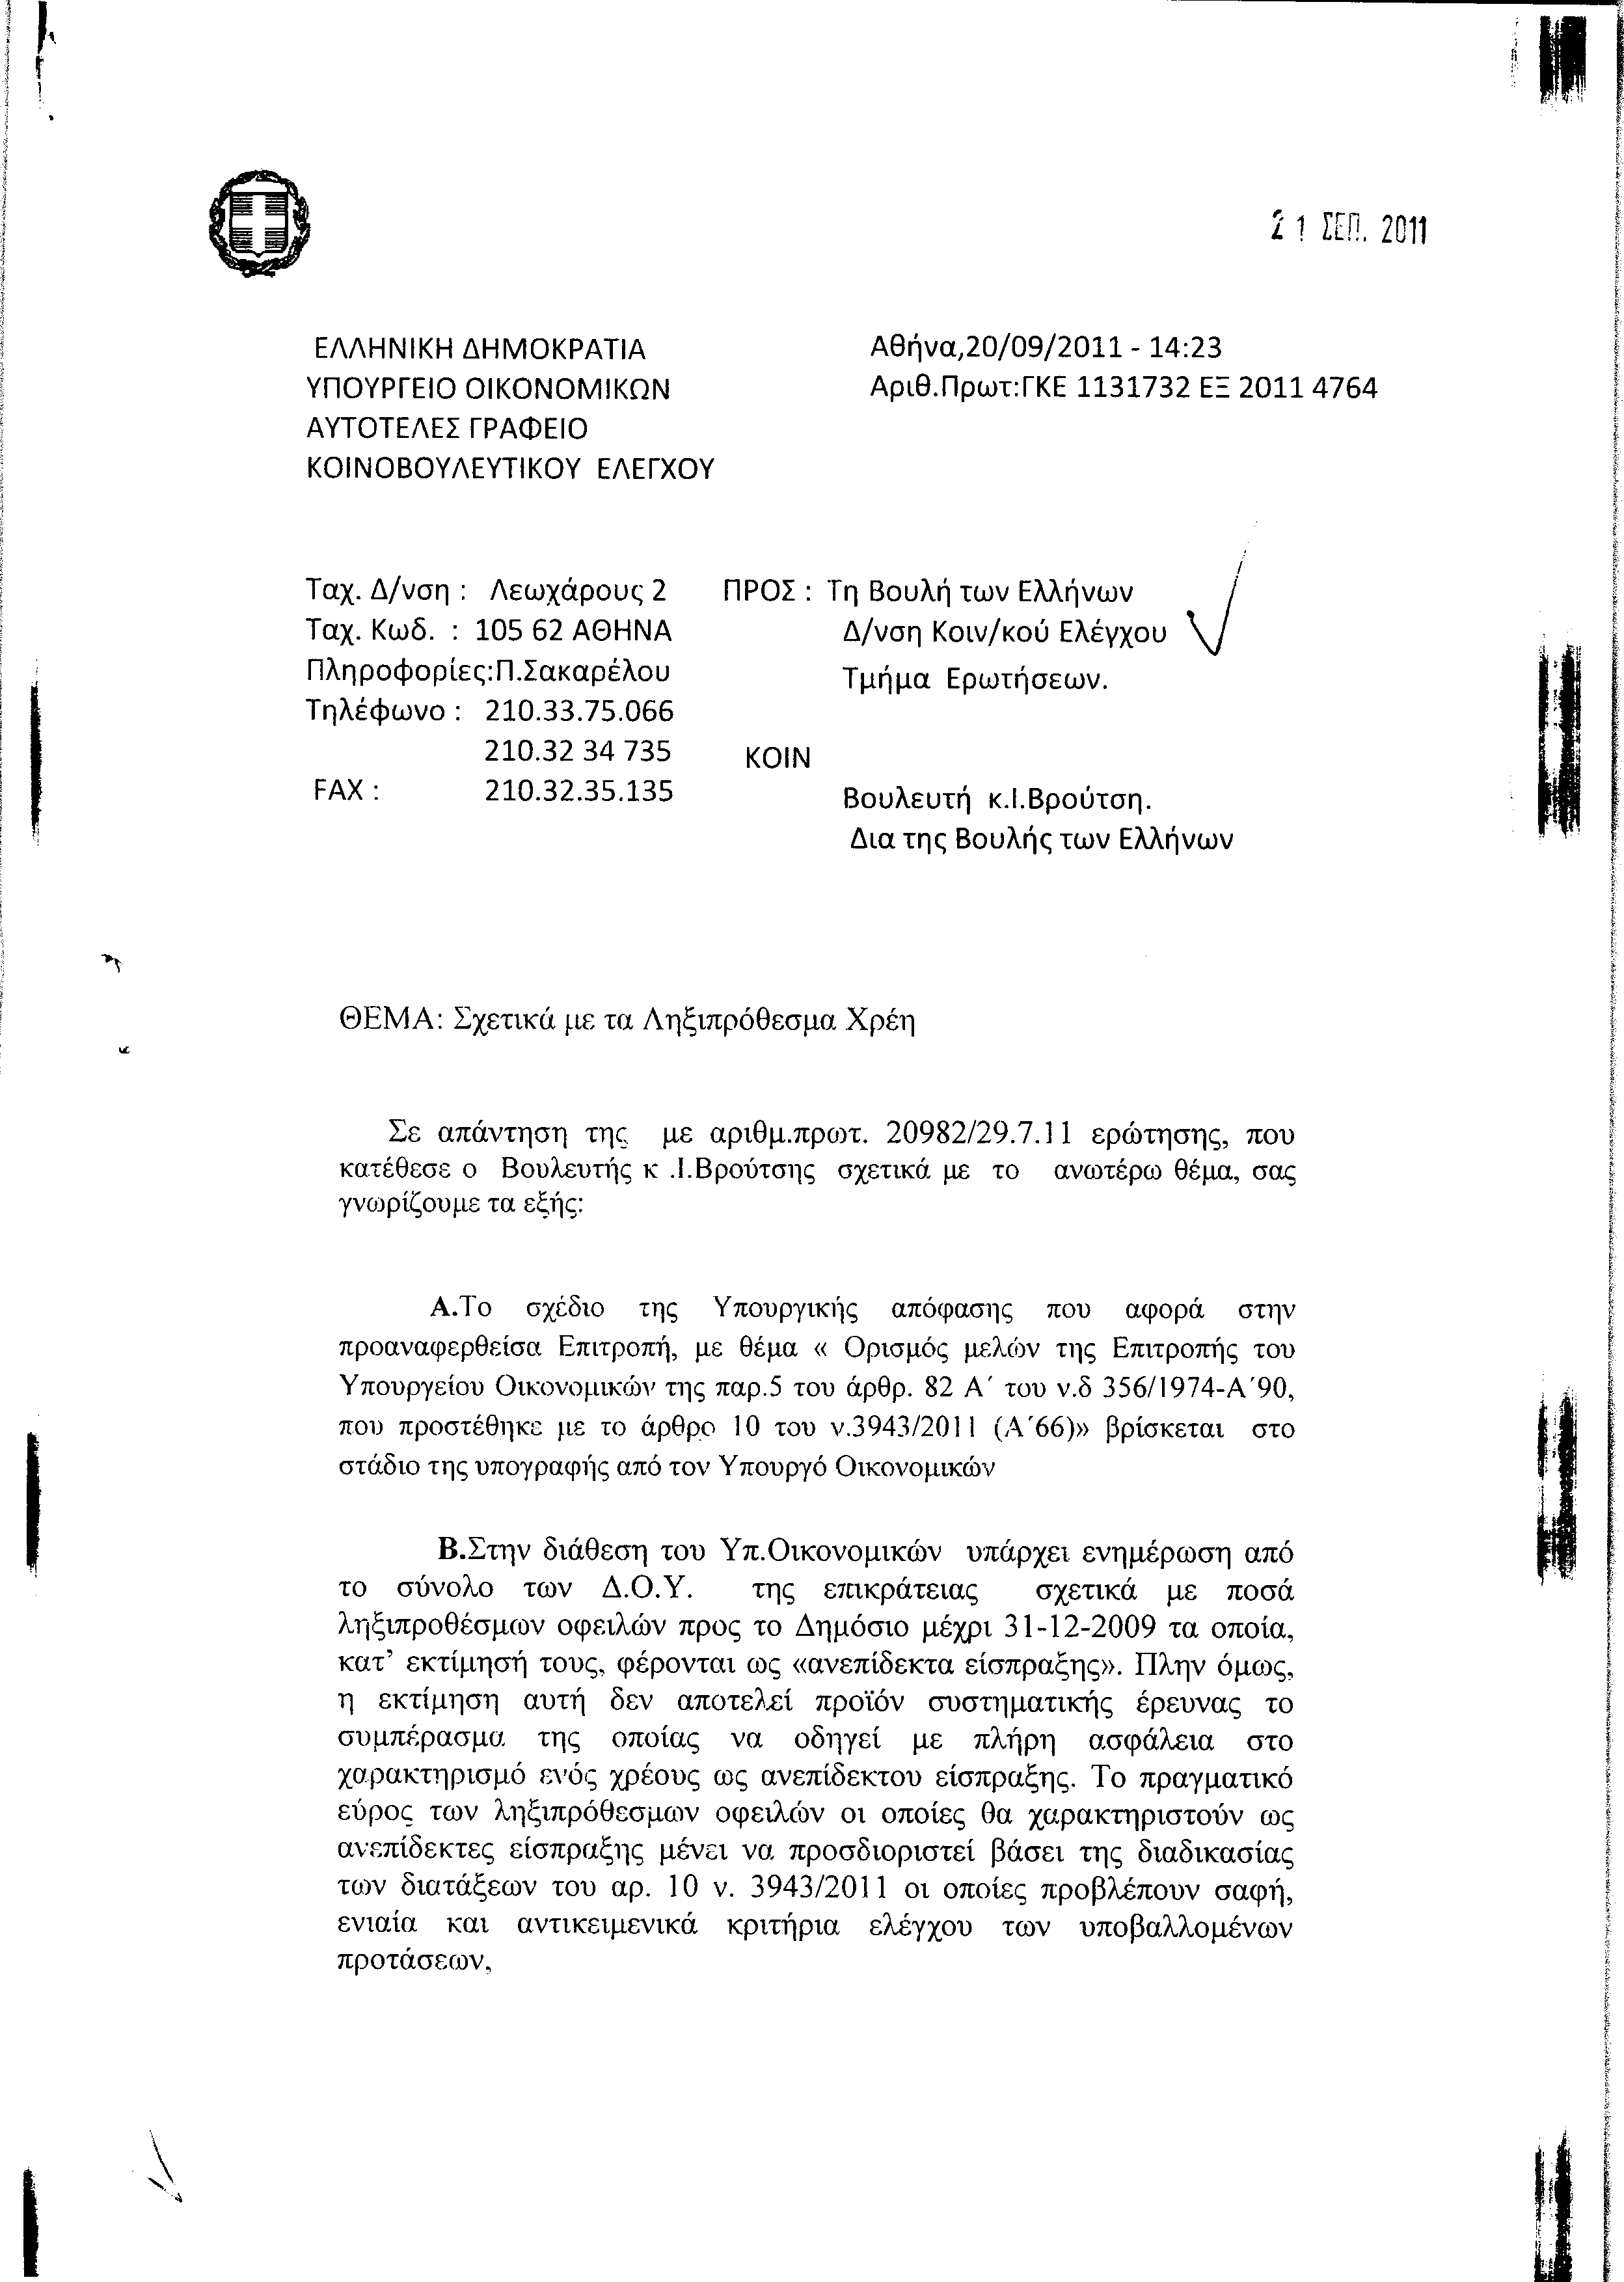 21 ΣΕΠ. 2011
ΕΛΛΗΝΙΚΗ ΔΗΜΟΚΡΑΤΙΑ
ΥΠΟΥΡΓΕΙΟ ΟΙΚΟΝΟΜΙΚΩΝ
ΑΥΤΟΤΕΛΕΣ ΓΡΑΦΕΙΟ
ΚΟΙΝΟΒΟΥΛΕΥΤΙΚΟΥ ΕΛΕΓΧΟΥ
Αθήνα,20/09/2011 - 14:23
Αριθ.Πρωτ:ΓΚΕ 1131732 ΕΞ 2011 4764
Ταχ. Δ/νση : Λεωχάρους 2
Ταχ. Κωδ. : 105 62 ΑΘΗΝΑ
Πληροφορίες:Π.Σακαρέλου
Τηλέφωνο : 210.33.75.066
210.32 34 735
FAX : 210.32.35.135
ΠΡΟΣ : Τη Βουλή των Ελλήνων
Δ/νση Κοιν/κού Ελέγχου
Τμήμα Ερωτήσεων.
ΚΟΙΝ
Βουλευτή κ.Ι.Βρούτση.
Δια της Βουλής των Ελλήνων
ΘΕΜΑ: Σχετικά με τα Ληξιπρόθεσμα Χρέη
Σε απάντηση της με αριθμ.πρωτ. 20982/29.7.11 ερώτησης, που
κατέθεσε ο Βουλευτής κ .Ι.Βρούτσης σχετικά με το ανωτέρω θέμα, σας
γνωρίζουμε τα εξής:
Α.Το σχέδιο της Υπουργικής απόφασης που αφορά στην
προαναφερθείσα Επιτροπή, με θέμα « Ορισμός μελών της Επιτροπής του
Υπουργείου Οικονομικών της παρ.5 του άρθρ. 82 Α΄ του ν.δ 356/1974-Α΄90,
που προστέθηκε με το άρθρο 10 του ν.3943/2011 (Α΄66)» βρίσκεται στο
στάδιο της υπογραφής από τον Υπουργό Οικονομικών
Β.Στην διάθεση του Υπ.Οικονομικών υπάρχει ενημέρωση από
το σύνολο των Δ.Ο.Υ. της επικράτειας σχετικά με ποσά
ληξιπροθέσμων οφειλών προς το Δημόσιο μέχρι 31-12-2009 τα οποία,
κατ’ εκτίμησή τους, φέρονται ως «ανεπίδεκτα είσπραξης». Πλην όμως,
η εκτίμηση αυτή δεν αποτελεί προϊόν συστηματικής έρευνας το
συμπέρασμα της οποίας να οδηγεί με πλήρη ασφάλεια στο
χαρακτηρισμό ενός χρέους ως ανεπίδεκτου είσπραξης. Το πραγματικό
εύρος των ληξιπρόθεσμων οφειλών οι οποίες θα χαρακτηριστούν ως
ανεπίδεκτες είσπραξης μένει να προσδιοριστεί βάσει της διαδικασίας
των διατάξεων του αρ. 10 ν. 3943/2011 οι οποίες προβλέπουν σαφή,
ενιαία και αντικειμενικά κριτήρια ελέγχου των υποβαλλομένων
προτάσεων,